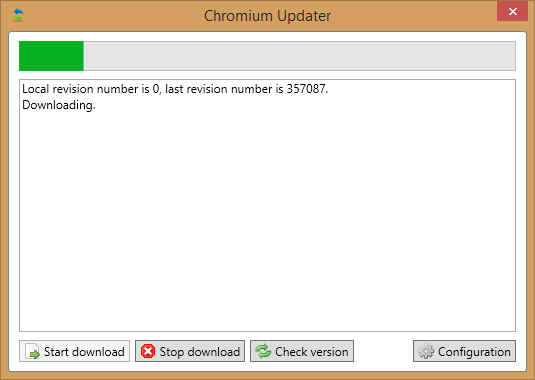 Chromium Updater
Local revision number is 0, last revision number is 357087.
Downloading.
Start download
Stop download
Check version
Configuration